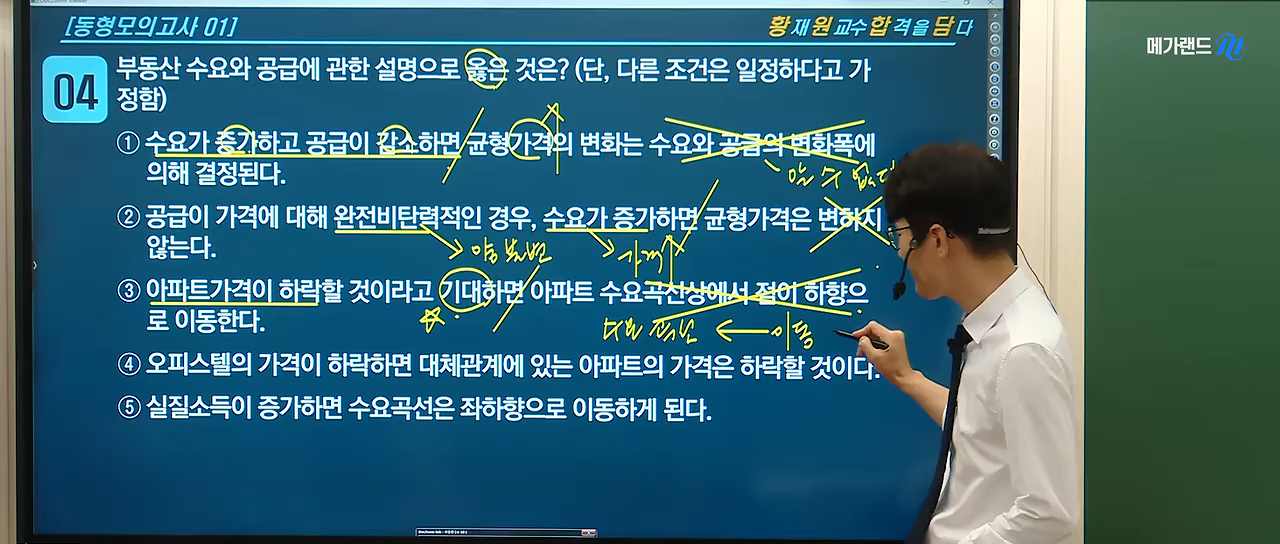 [동형모의고사 01]
황재원교수 합격을 담다
메가랜드
04
부동산 수요와 공급에 관한 설명으로 옳은 것은? (단, 다른 조건은 일정하다고 가
정함)
① 수요가 증가하고 공급이 감소하면 균형가격의 변화는 수요와 공급의 변화폭에
알 수 없다
의해 결정된다.
② 공급이 가격에 대해 완전비탄력적인 경우, 수요가 증가하면 균형가격은 변하지
않는다.
양 불변
가격
③ 아파트가격이 하락할 것이라고 기대하면 아파트 수요곡선상에서 점이 하향으
로 이동한다.
수요곡선
이동
④ 오피스텔의 가격이 하락하면 대체관계에 있는 아파트의 가격은 하락할 것이다.
⑤ 실질소득이 증가하면 수요곡선은 좌하향으로 이동하게 된다.